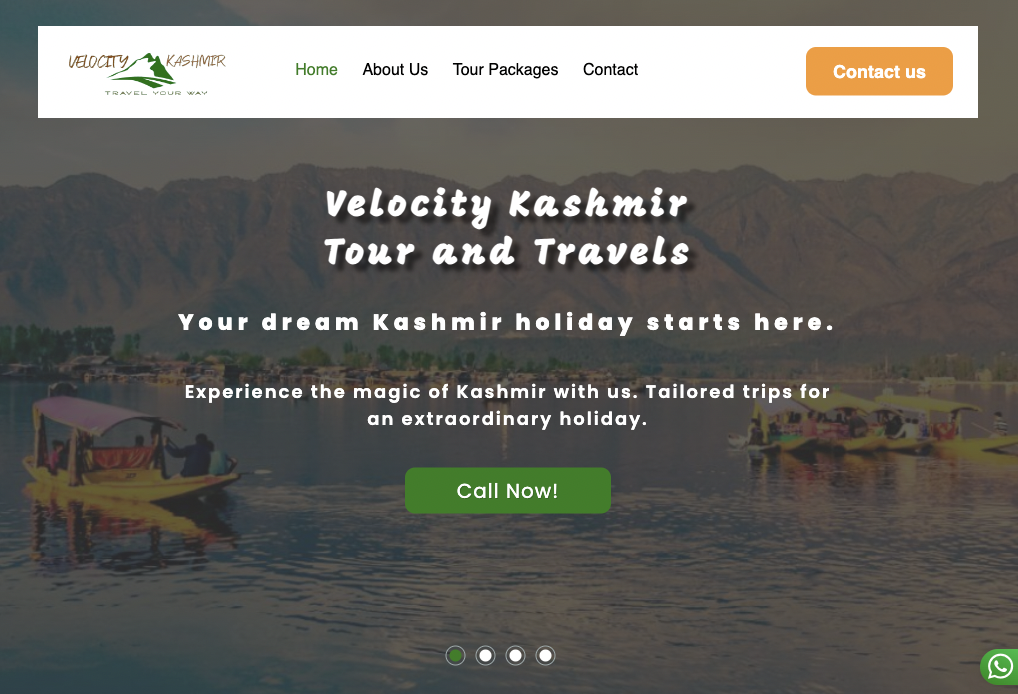 VELOCITY KASHMIR
TRAVEL YOUR WAY
Home About Us Tour Packages Contact
Contact us
Velocity Kashmir
Tour and Travels
Your dream Kashmir holiday starts here.
Experience the magic of Kashmir with us. Tailored trips for
an extraordinary holiday.
Call Now!